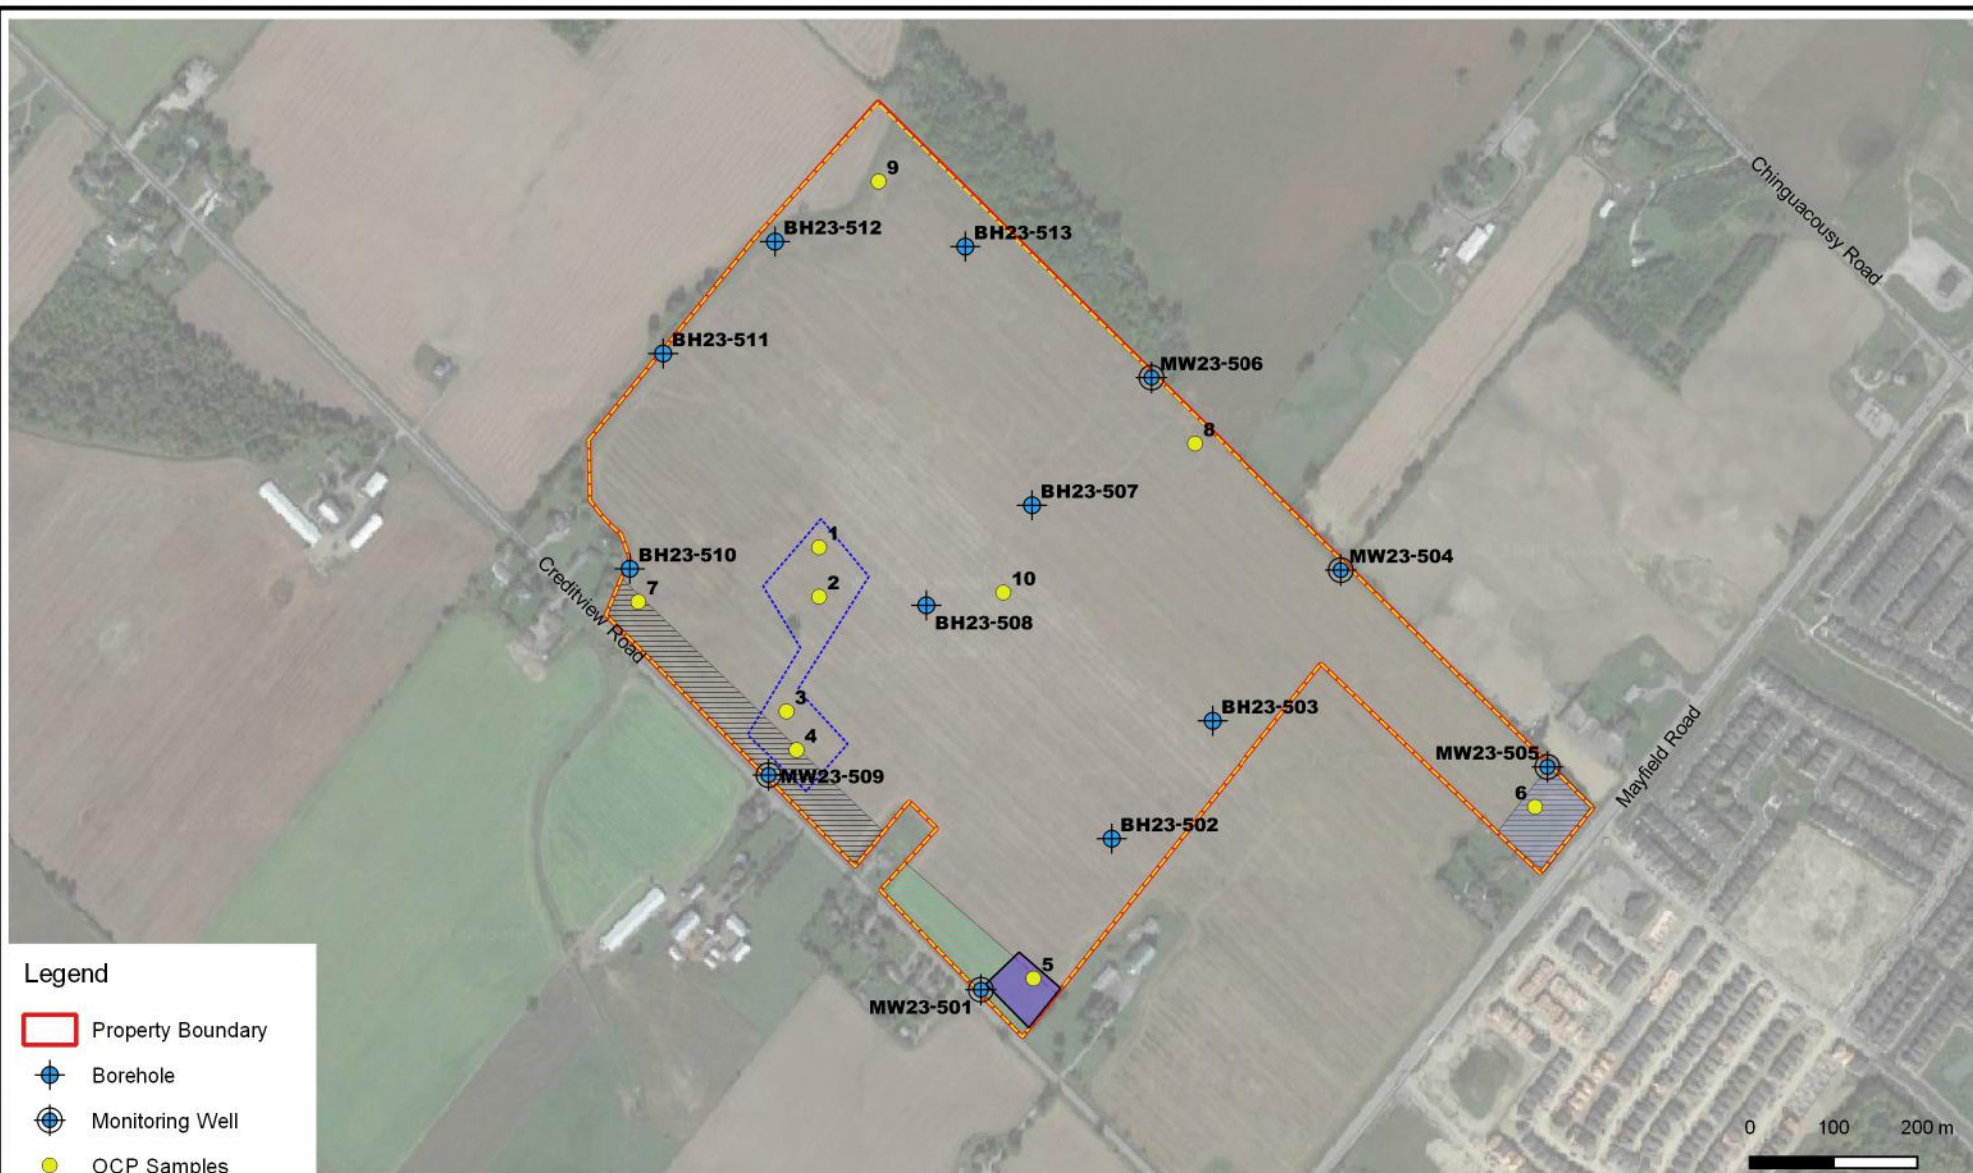 9
BH23-512
BH23-513
Chinguacousy Road
BH23-511
MW23-506
8
BH23-507
1
BH23-510
MW23-504
7
2
10
BH23-508
Creditview Road
3
BH23-503
4
MW23-505
Mayfield Road
MW23-509
6
BH23-502
5
MW23-501
Legend
Property Boundary
Borehole
Monitoring Well
OCP Samples
0 100 200 m